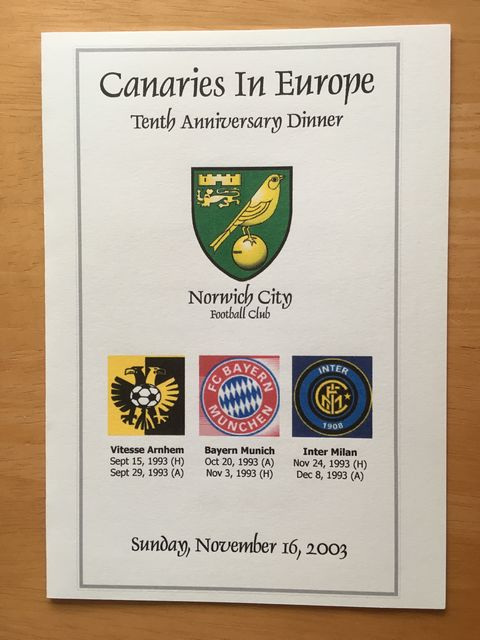 Canaries In Europe
Tenth Anniversary Dinner
Norwich City
Football Club
FC BAYERN
MÜNCHEN
INTER
1908
Vitesse Arnhem
Sept 15, 1993 (H)
Sept 29, 1993 (A)
Bayern Munich
Oct 20, 1993 (A)
Nov 3, 1993 (H)
Inter Milan
Nov 24, 1993 (H)
Dec 8, 1993 (A)
Sunday, November 16, 2003